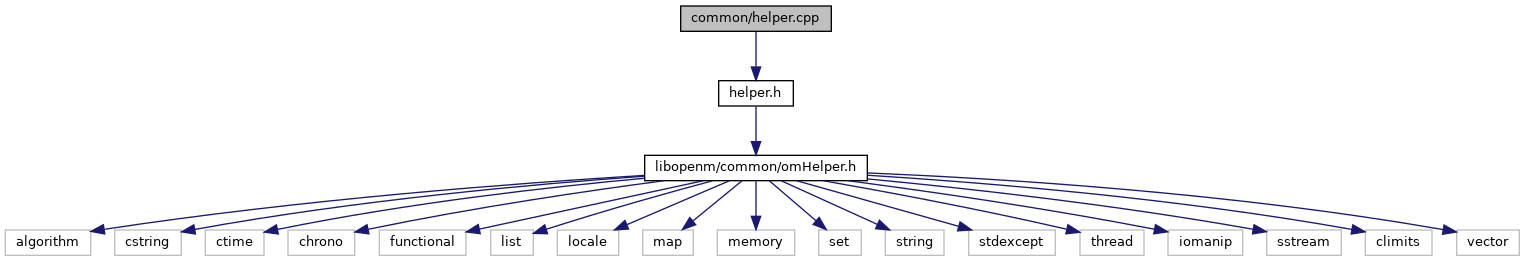 common/helper.cpp
helper.h
libopenm/common/omHelper.h
algorithm
cstring
ctime
chrono
functional
list
locale
map
memory
set
string
stdexcept
thread
iomanip
sstream
climits
vector